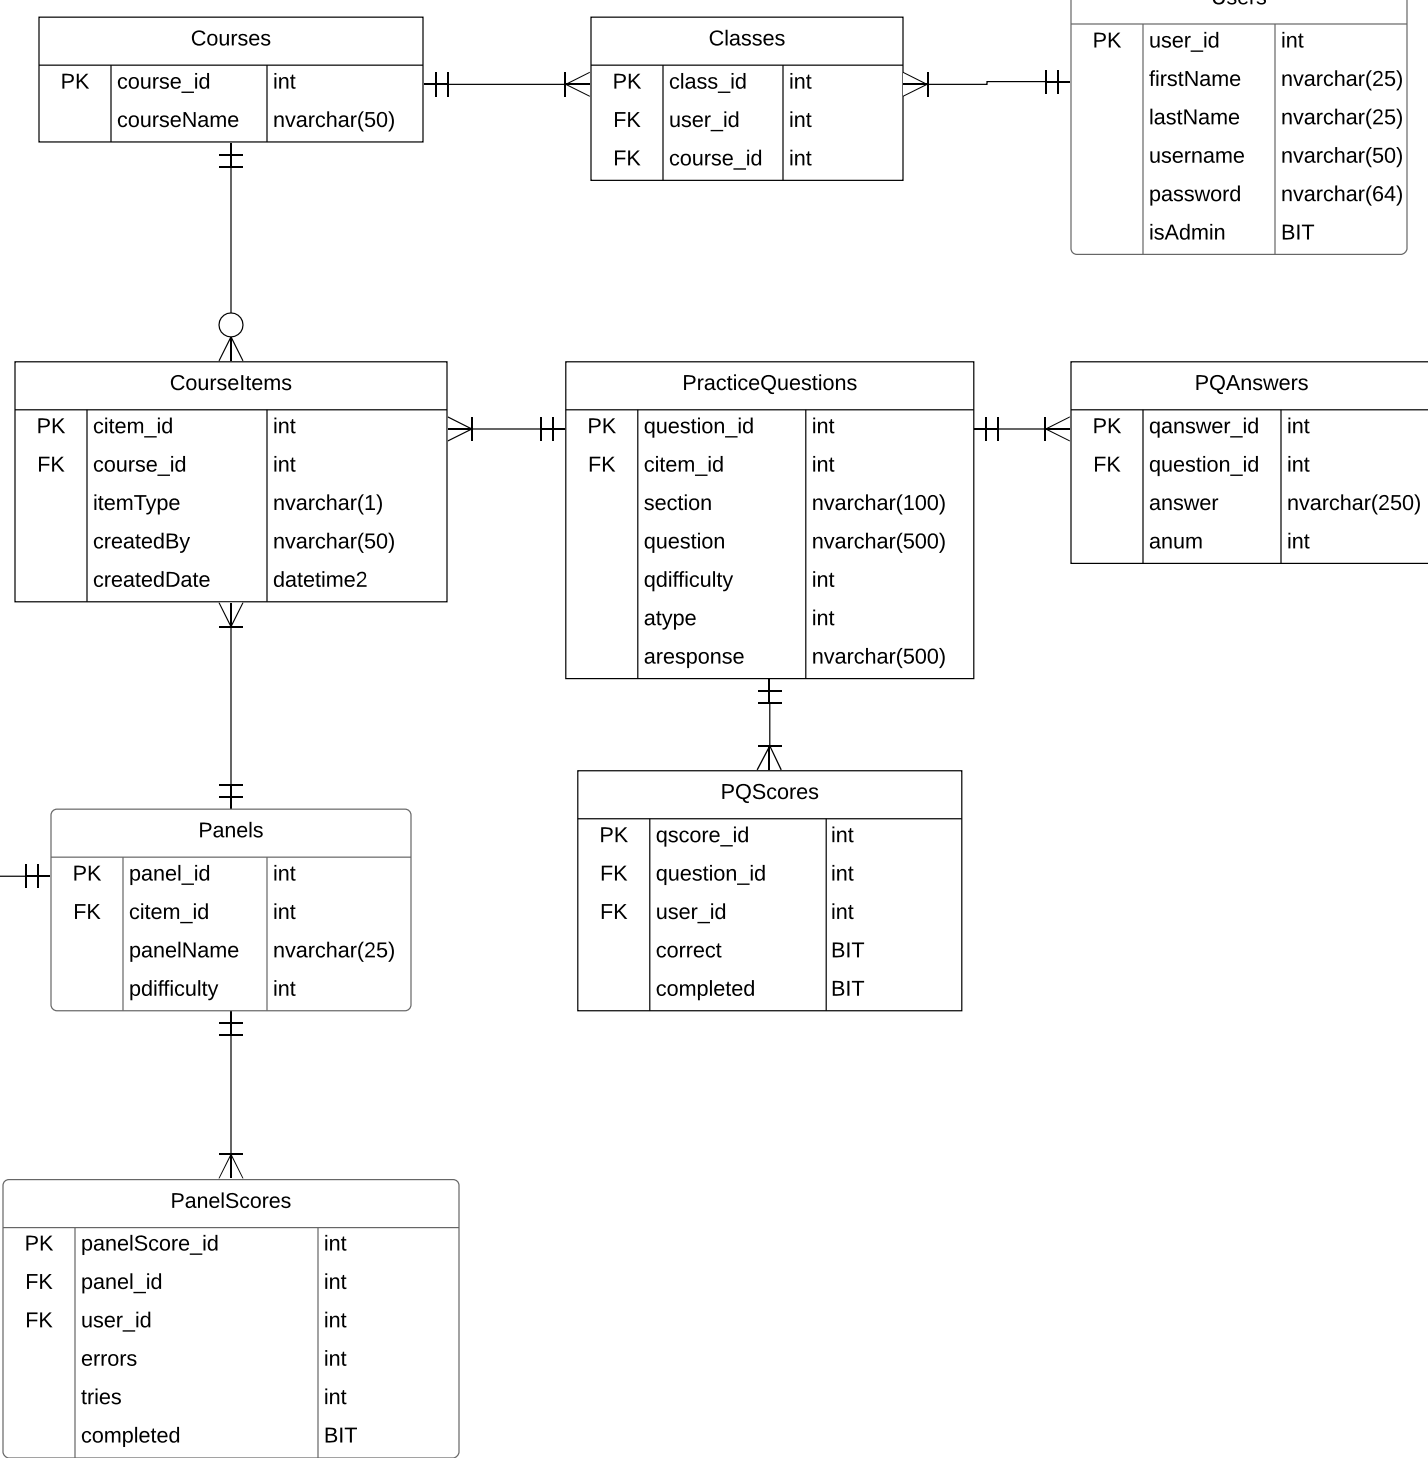 Users
Courses
PK course_id int
courseName nvarchar(50)
Classes
PK class_id int
FK user_id int
FK course_id int
PK user_id int
firstName nvarchar(25)
lastName nvarchar(25)
username nvarchar(50)
password nvarchar(64)
isAdmin BIT
CourseItems
PK citem_id int
FK course_id int
itemType nvarchar(1)
createdBy nvarchar(50)
createdDate datetime2
PracticeQuestions
PK question_id int
FK citem_id int
section nvarchar(100)
question nvarchar(500)
qdifficulty int
atype int
aresponse nvarchar(500)
PQAnswers
PK qanswer_id int
FK question_id int
answer nvarchar(250)
anum int
Panels
PK panel_id int
FK citem_id int
panelName nvarchar(25)
pdifficulty int
PQScores
PK qscore_id int
FK question_id int
FK user_id int
correct BIT
completed BIT
PanelScores
PK panelScore_id int
FK panel_id int
FK user_id int
errors int
tries int
completed BIT